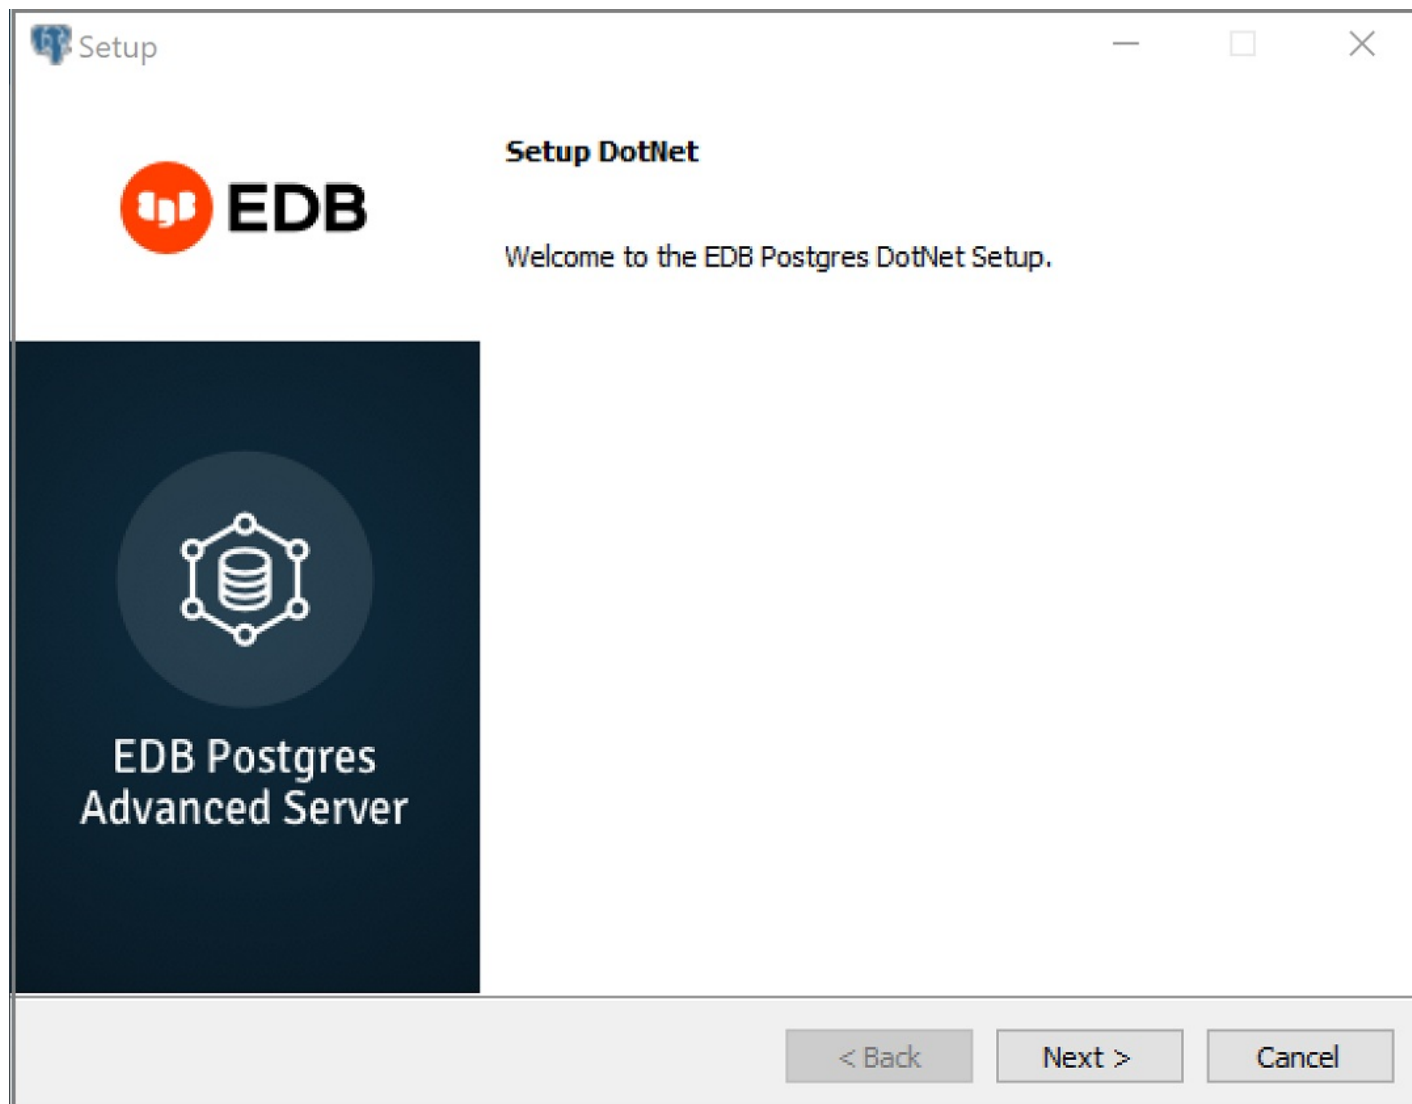 Setup
EDB
Setup DotNet
Welcome to the EDB Postgres DotNet Setup.
EDB Postgres
Advanced Server
< Back
Next >
Cancel